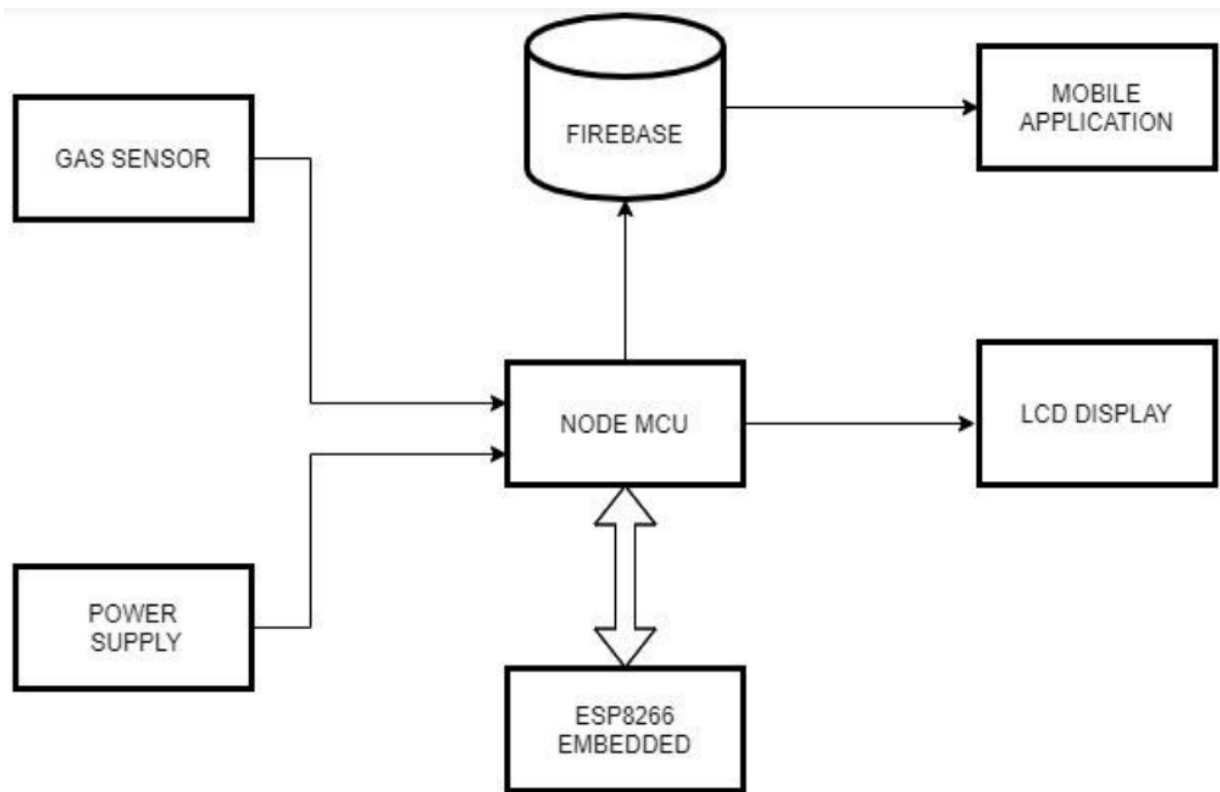 FIREBASE
MOBILE
APPLICATION
GAS SENSOR
NODE MCU
LCD DISPLAY
POWER
SUPPLY
ESP8266
EMBEDDED